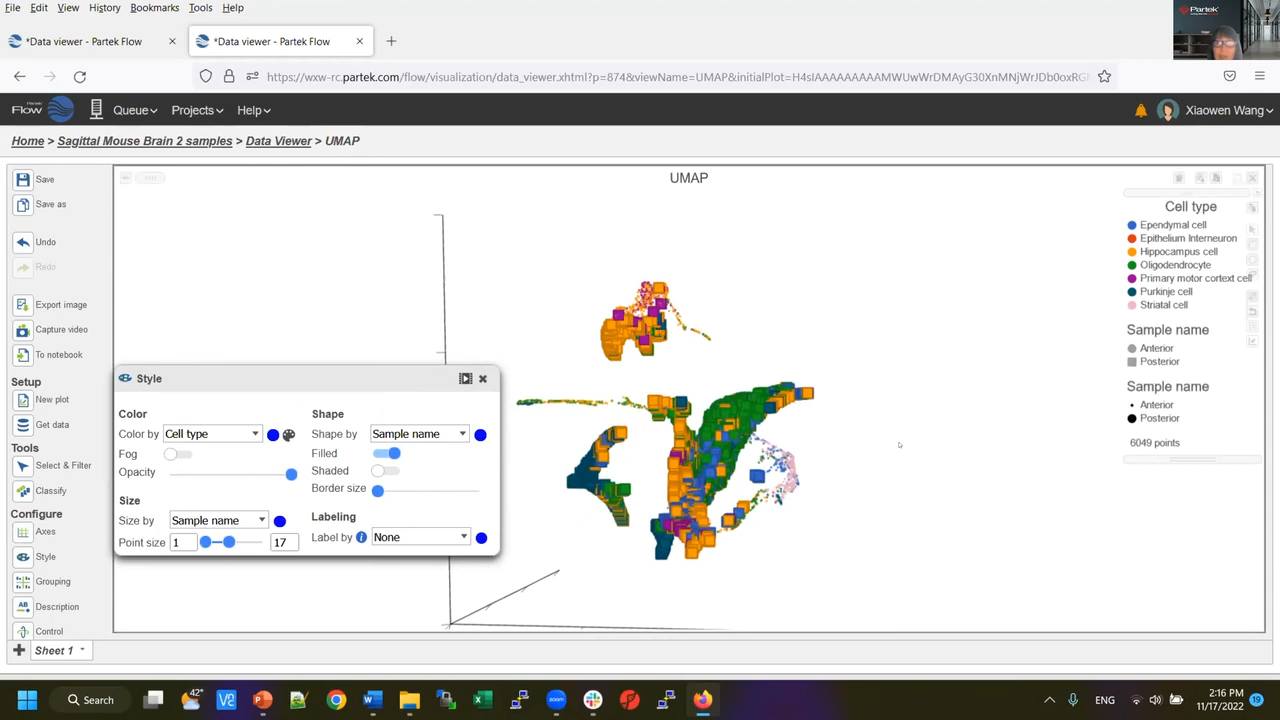 File Edit View History Bookmarks Tools Help
*Data viewer - Partek Flow
*Data viewer - Partek Flow
Partek
https://wxw-rc.partek.com/flow/visualization/data_viewer.xhtml?p=874&viewName=UMAP&initialPlot=
Partek
Flow
Queue
Projects
Help
Xiaowen Wang
Home > Sagittal Mouse Brain 2 samples > Data Viewer > UMAP
Save
Save as
Undo
Redo
Export image
Capture video
To notebook
Setup
New plot
Get data
Tools
Select & Filter
Classify
Configure
Axes
Style
Grouping
Description
Control
UMAP
Style
Color
Color by Cell type
Fog
Opacity
Size
Size by Sample name
Point size 1 17
Shape
Shape by Sample name
Filled
Shaded
Border size
Labeling
Label by None
Cell type
Ependymal cell
Epithelium Interneuron
Hippocampus cell
Oligodendrocyte
Primary motor cortext cell
Purkinje cell
Striatal cell
Sample name
Anterior
Posterior
Sample name
Anterior
Posterior
6049 points
Sheet 1
Search
42°
ENG
2:16 PM
11/17/2022
19